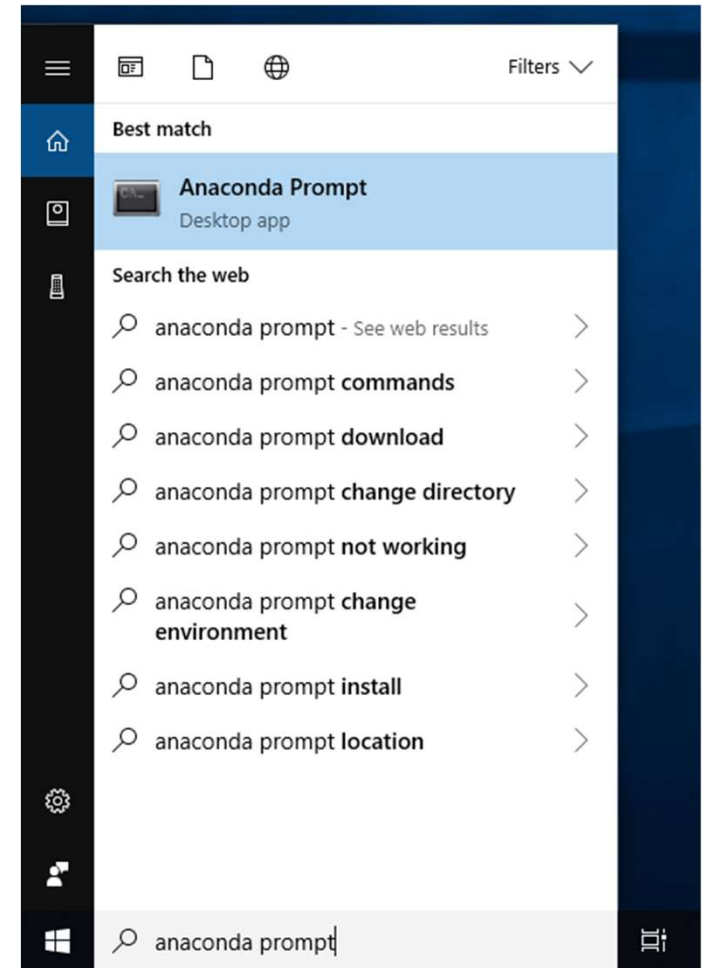 Filters
Best match
Anaconda Prompt
Desktop app
Search the web
anaconda prompt - See web results
anaconda prompt commands
anaconda prompt download
anaconda prompt change directory
anaconda prompt not working
anaconda prompt change
environment
anaconda prompt install
anaconda prompt location
anaconda prompt